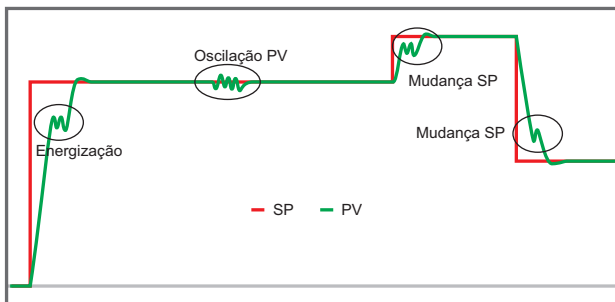 Oscilação PV
Mudança SP
Mudança SP
Energização
SP PV